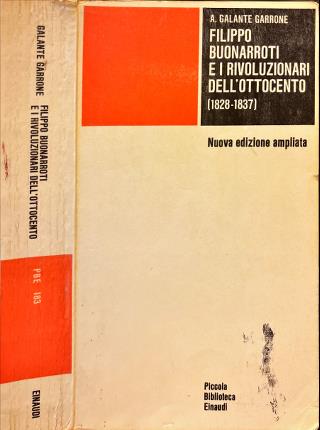 GALANTE GARRONE
FILIPPO BUONARROTI
E I RIVOLUZIONARI DELL'OTTOCENTO
PBE 183
EINAUDI
A. GALANTE GARRONE
FILIPPO
BUONARROTI
E I RIVOLUZIONARI
DELL'OTTOCENTO
(1828-1837)
Nuova edizione ampliata
Piccola
Biblioteca
Einaudi